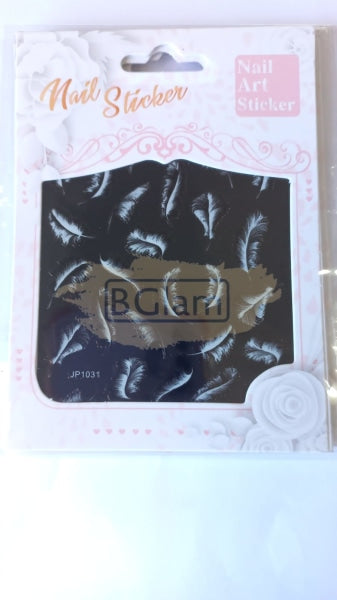 Nail Sticker
Nail
Art
Sticker
BGlam
JP1031